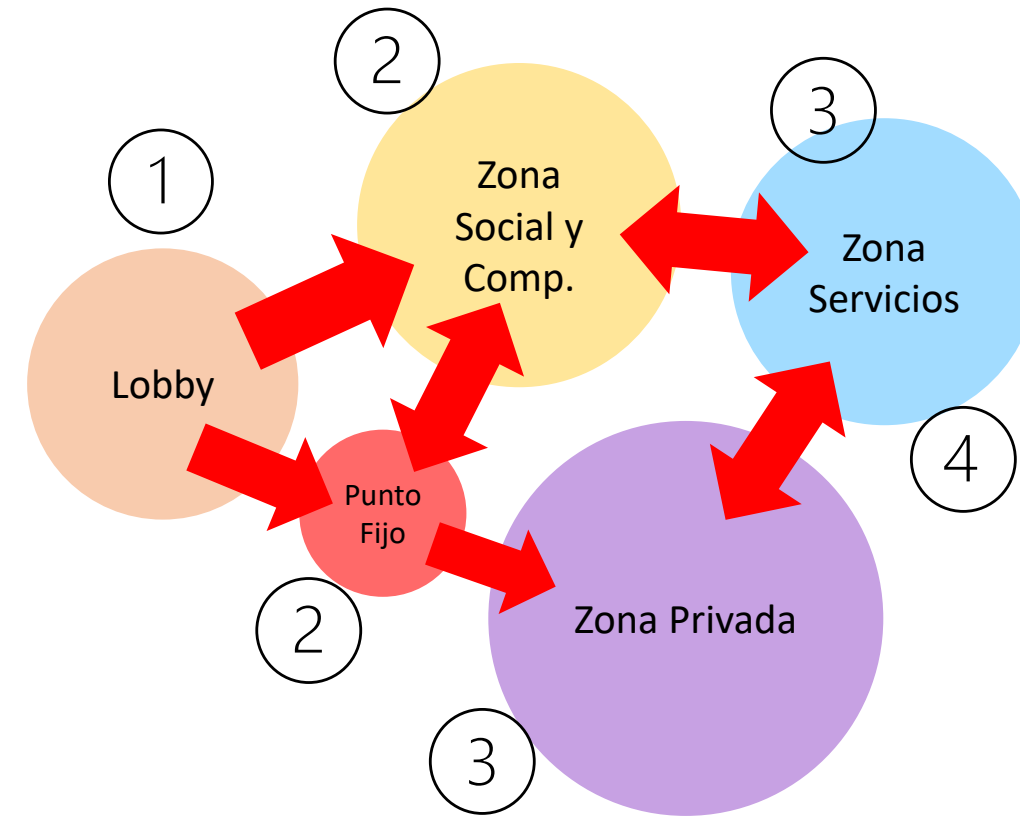 2
3
1
Zona
Social y
Comp.
Zona
Servicios
Lobby
4
Punto
Fijo
2
Zona Privada
3